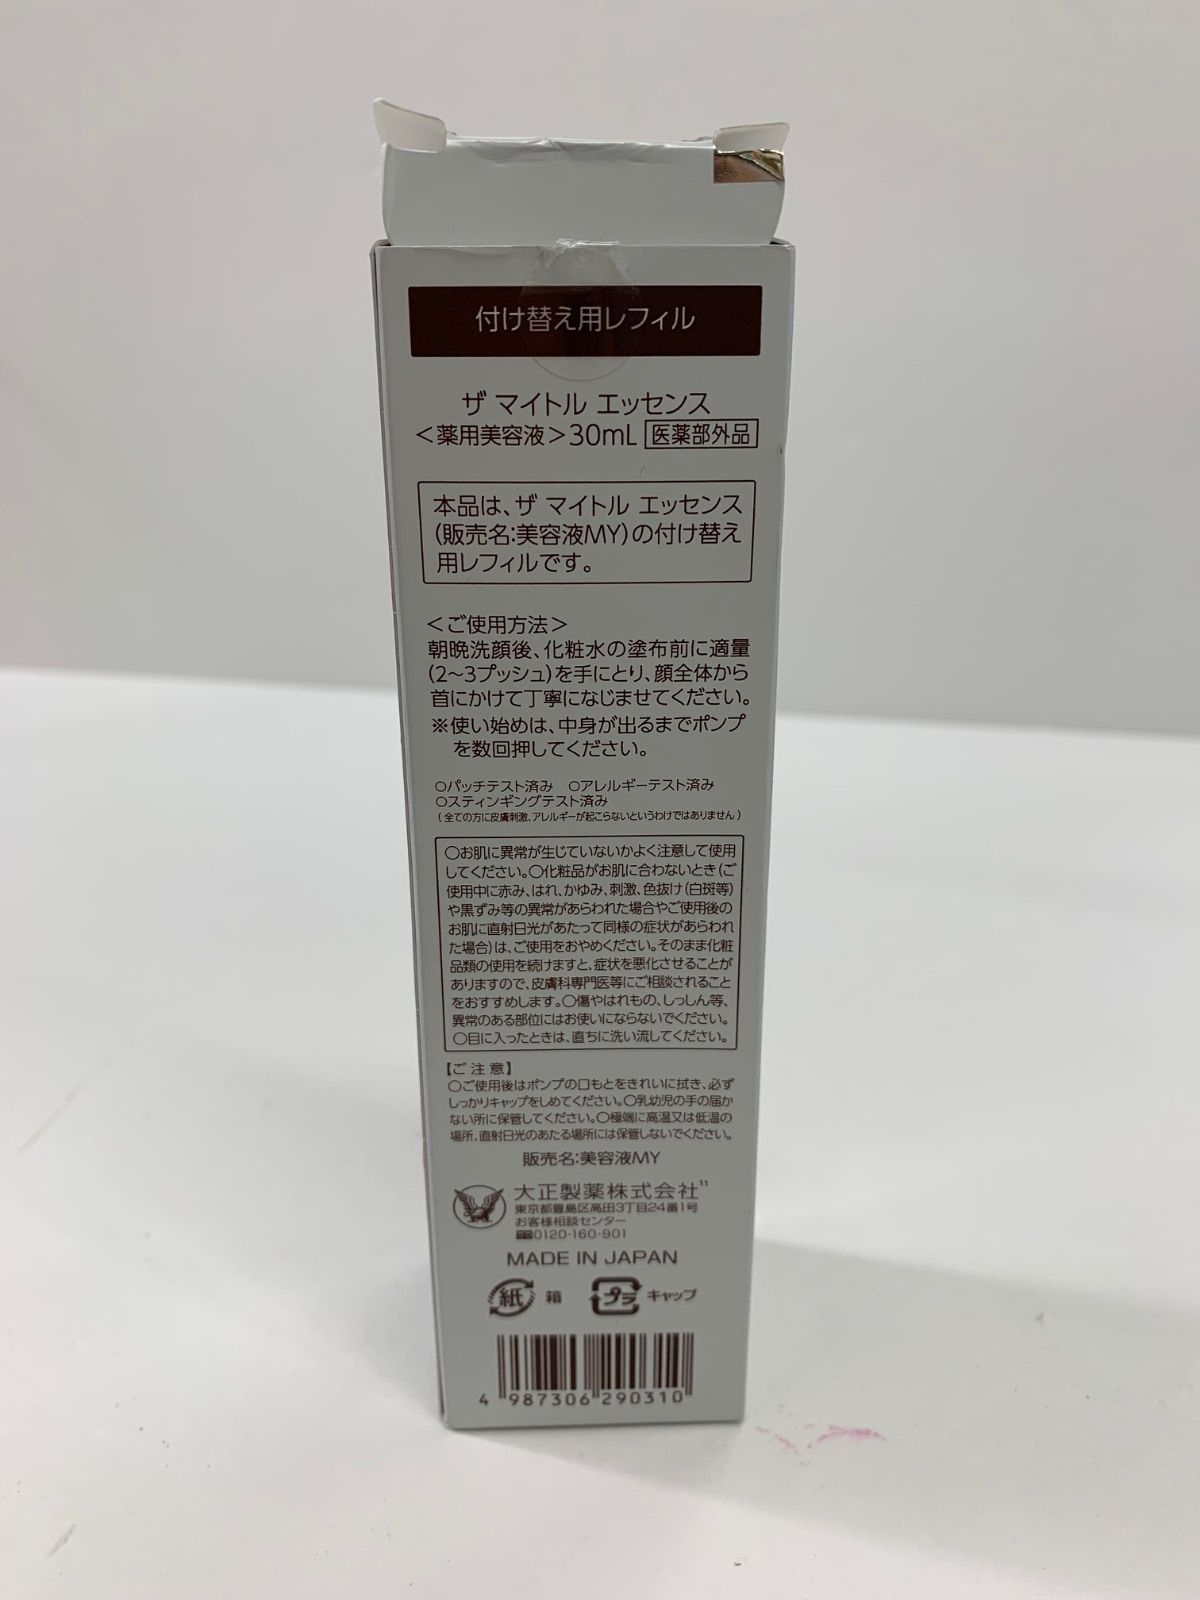 付け替え用レフィル
ザ マイトル エッセンス
＜薬用美容液＞30mL 医薬部外品
本品は、ザ マイトル エッセンス
(販売名:美容液MY)の付け替え
用レフィルです。
＜ご使用方法＞
朝晩洗顔後、化粧水の塗布前に適量
(2〜3プッシュ)を手にとり、顔全体から
首にかけて丁寧になじませてください。
※使い始めは、中身が出るまでポンプ
を数回押してください。
○パッチテスト済み ○アレルギーテスト済み
○スティンギングテスト済み
(全ての方に皮膚刺激、アレルギーが起こらないというわけではありません)
○お肌に異常が生じていないかよく注意して使用
してください。○化粧品がお肌に合わないとき(ご
使用中に赤み、はれ、かゆみ、刺激、色抜け(白斑等)
や黒ずみ等の異常があらわれた場合やご使用後の
お肌に直射日光があたって同様の症状があらわれ
た場合)は、ご使用をおやめください。そのまま化粧
品類の使用を続けますと、症状を悪化させることが
ありますので、皮膚科専門医等にご相談されること
をおすすめします。○傷やはれもの、しっしん等、
異常のある部位にはお使いにならないでください。
○目に入ったときは、直ちに洗い流してください。
【ご注意】
○ご使用後はポンプの口もとをきれいに拭き、必ず
しっかりキャップをしめてください。○乳幼児の手の届か
ない所に保管してください。○極端に高温又は低温の
場所、直射日光のあたる場所には保管しないでください。
販売名:美容液MY
大正製薬株式会社11
東京都豊島区高田3丁目24番1号
お客様相談センター
0120-160-901
MADE IN JAPAN
紙 箱 プラ キャップ
4 987306 290310